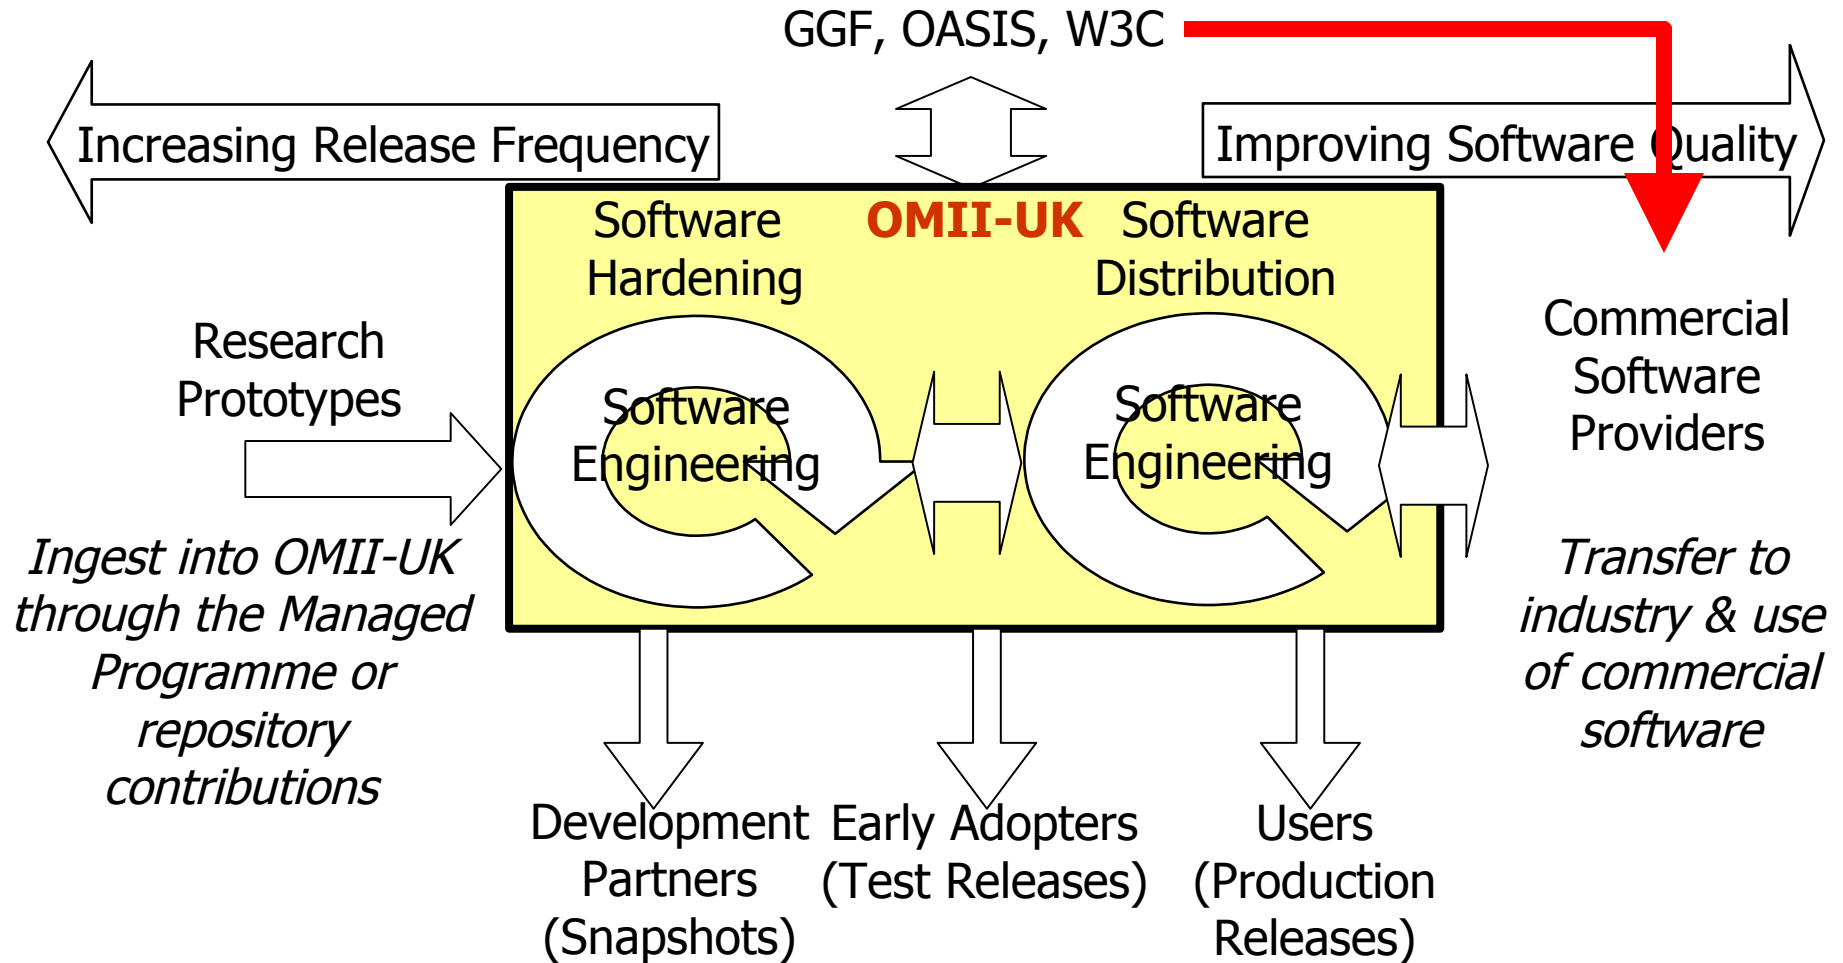 GGF, OASIS, W3C
Increasing Release Frequency
Improving Software Quality
OMII-UK
Software
Hardening
Software
Distribution
Research
Prototypes
Software
Engineering
Software
Engineering
Commercial
Software
Providers
Ingest into OMII-UK
through the Managed
Programme or
repository
contributions
Transfer to
industry & use
of commercial
software
Development
Partners
(Snapshots)
Early Adopters
(Test Releases)
Users
(Production
Releases)